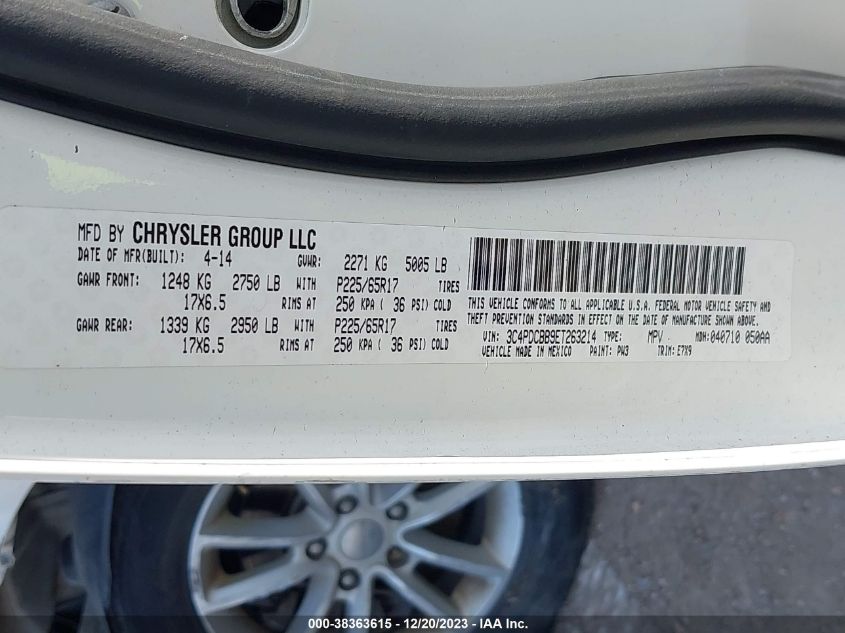 MFD BY CHRYSLER GROUP LLC
DATE OF MFR(BUILT): 4-14 GVWR: 2271 KG 5005 LB
GAWR FRONT: 1248 KG 2750 LB WITH P225/65R17 TIRES
17X6.5 RIMS AT 250 KPA ( 36 PSI) COLD
GAWR REAR: 1339 KG 2950 LB WITH P225/65R17 TIRES
17X6.5 RIMS AT 250 KPA ( 36 PSI) COLD
THIS VEHICLE CONFORMS TO ALL APPLICABLE U.S.A. FEDERAL MOTOR VEHICLE SAFETY AND
THEFT PREVENTION STANDARDS IN EFFECT ON THE DATE OF MANUFACTURE SHOWN ABOVE.
VIN: 3C4PDCBB9ET263214 TYPE: MPV MDH: 040710 050AA
VEHICLE MADE IN MEXICO PAINT: PW3 TRIM: E7X9
000-38363615 - 12/20/2023 - IAA Inc.